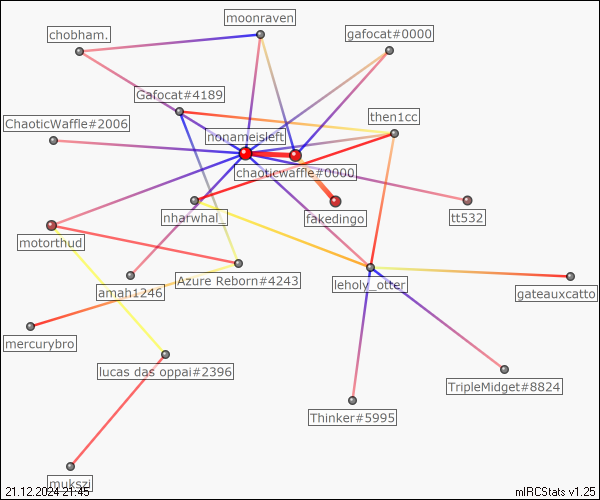 moonraven
chobham.
gafocat#0000
Gafocat#4189
then1cc
ChaoticWaffle#2006
nonameisleft
chaoticwaffle#0000
nharwhal_
fakedingo
tt532
motorthud
Azure Reborn#4243
leholy_otter
amah1246
gateauxcatto
mercurybro
lucas das oppai#2396
TripleMidget#8824
Thinker#5995
mukszi
21.12.2024 21:45
mIRCStats v1.25